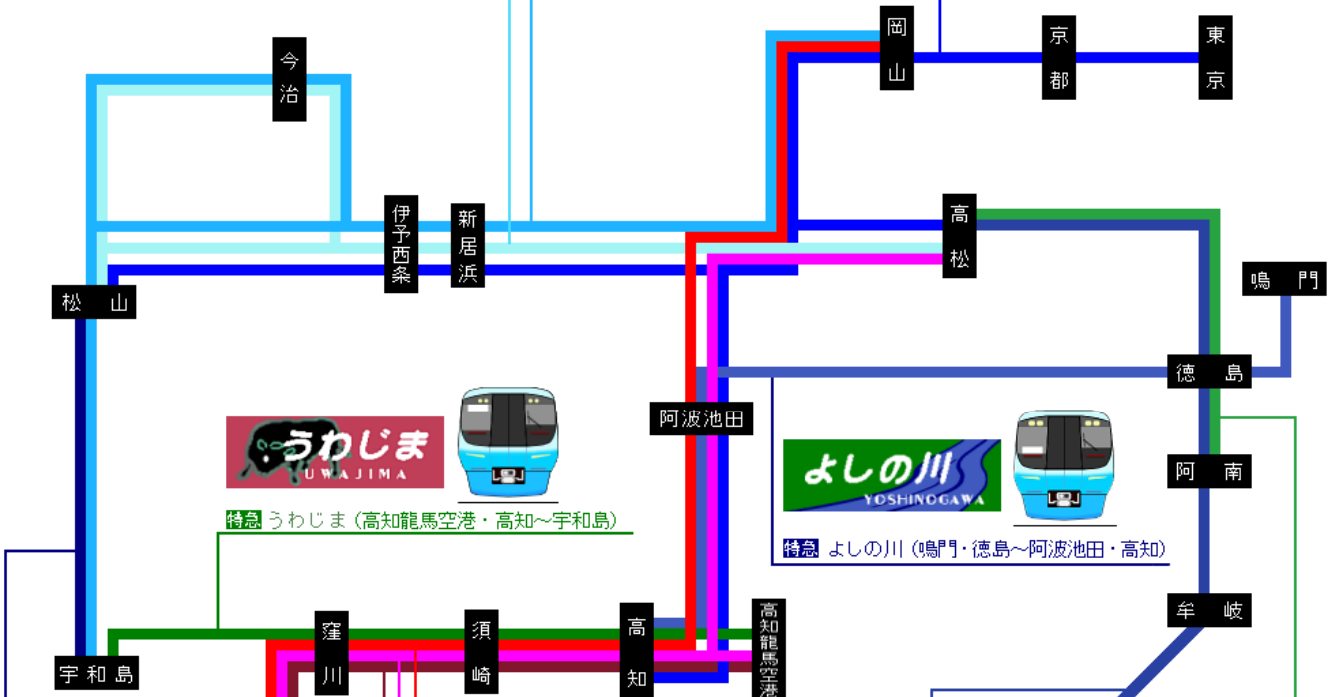 岡山
京都
東京
今治
伊予西条
新居浜
高松
松山
鳴門
徳島
阿波池田
うわじま
UWAJIMA
よしの川
YOSHINOGAWA
阿南
特急 うわじま (高知龍馬空港・高知～宇和島)
特急 よしの川 (鳴門・徳島～阿波池田・高知)
牟岐
窪川
須崎
高知
高知龍馬空港
宇和島